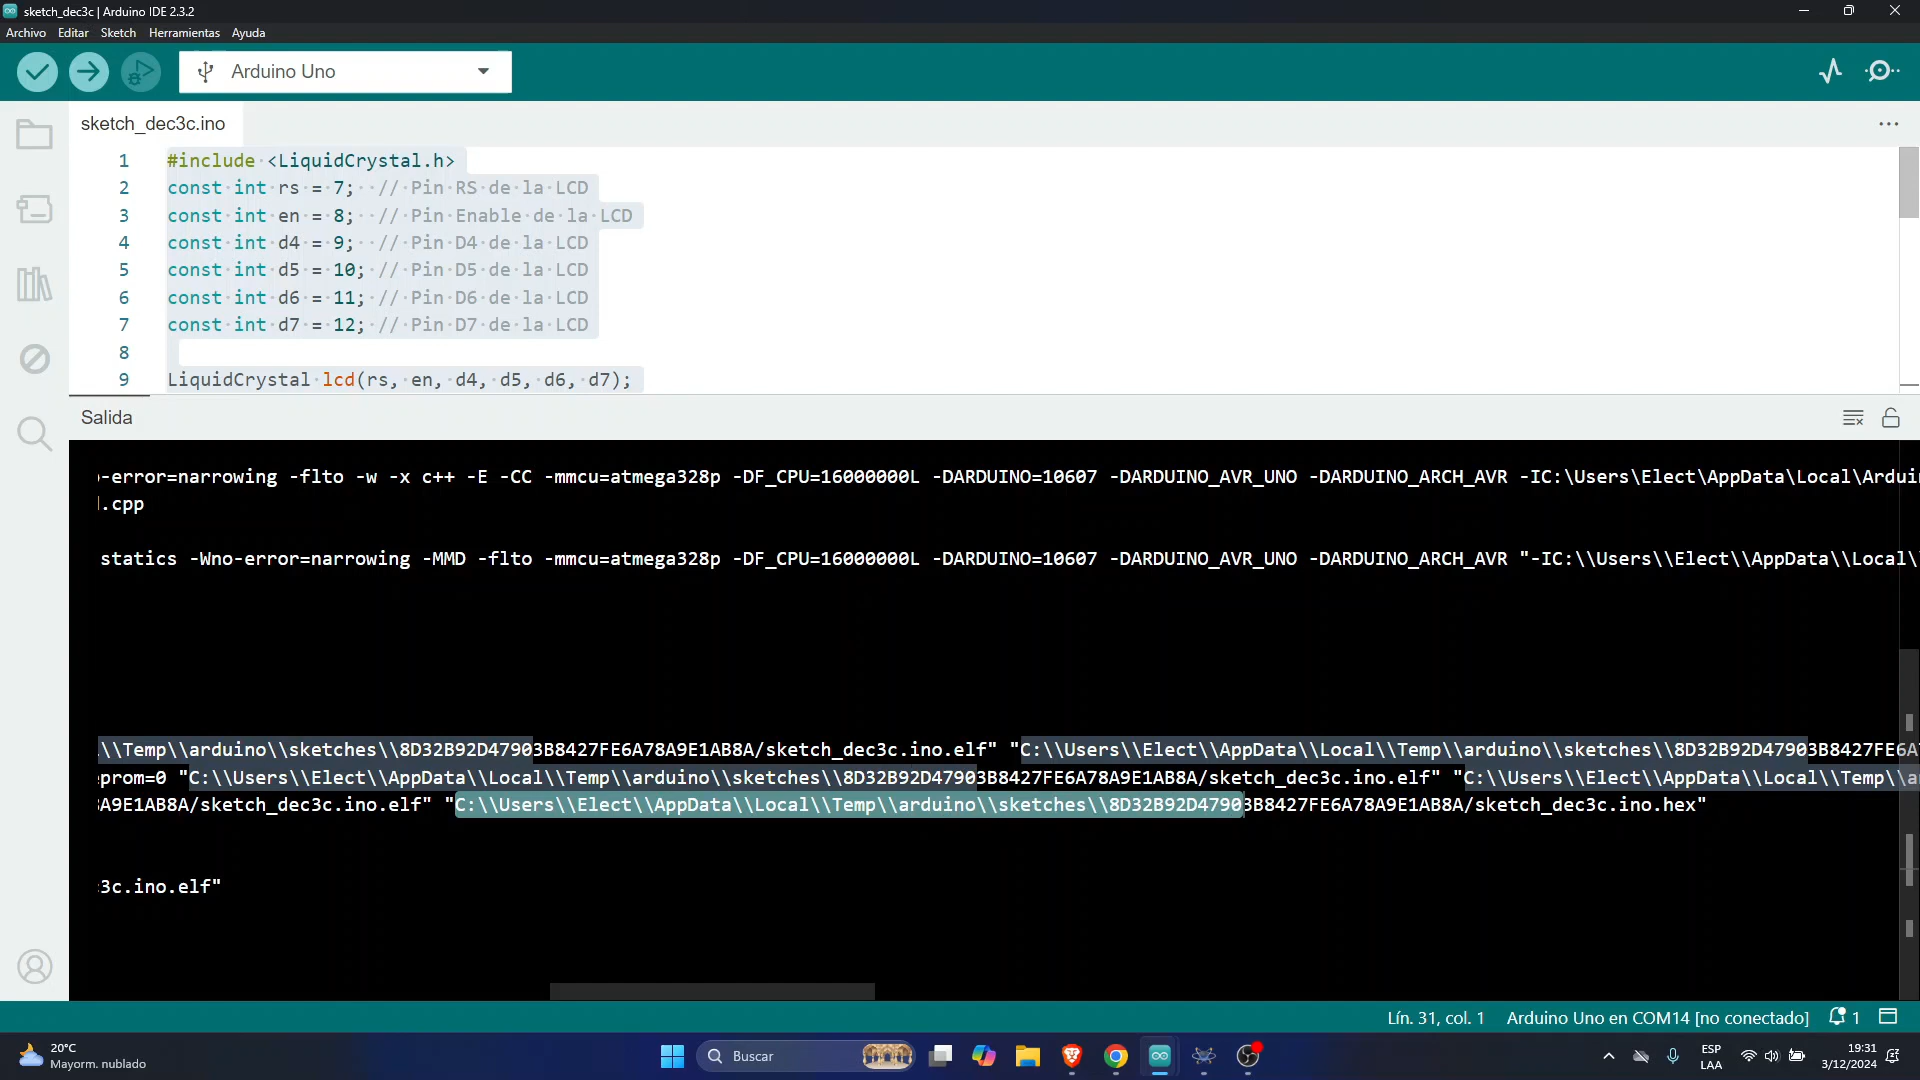 sketch_dec3c | Arduino IDE 2.3.2
Archivo Editar Sketch Herramientas Ayuda
Arduino Uno
sketch_dec3c.ino
1 #include <LiquidCrystal.h>
2 const int rs = 7;  // Pin RS de la LCD
3 const int en = 8;  // Pin Enable de la LCD
4 const int d4 = 9;  // Pin D4 de la LCD
5 const int d5 = 10; // Pin D5 de la LCD
6 const int d6 = 11; // Pin D6 de la LCD
7 const int d7 = 12; // Pin D7 de la LCD
8
9 LiquidCrystal lcd(rs, en, d4, d5, d6, d7);
Salida
-error=narrowing -flto -w -x c++ -E -CC -mmcu=atmega328p -DF_CPU=16000000L -DARDUINO=10607 -DARDUINO_AVR_UNO -DARDUINO_ARCH_AVR -IC:\Users\Elect\AppData\Local\Ardui
.cpp
statics -Wno-error=narrowing -MMD -flto -mmcu=atmega328p -DF_CPU=16000000L -DARDUINO=10607 -DARDUINO_AVR_UNO -DARDUINO_ARCH_AVR "-IC:\\Users\\Elect\\AppData\\Local\
\\Temp\\arduino\\sketches\\8D32B92D47903B8427FE6A78A9E1AB8A/sketch_dec3c.ino.elf" "C:\\Users\\Elect\\AppData\\Local\\Temp\\arduino\\sketches\\8D32B92D47903B8427FE6A
prom=0 "C:\\Users\\Elect\\AppData\\Local\\Temp\\arduino\\sketches\\8D32B92D47903B8427FE6A78A9E1AB8A/sketch_dec3c.ino.elf" "C:\\Users\\Elect\\AppData\\Local\\Temp\\a
A9E1AB8A/sketch_dec3c.ino.elf" "C:\\Users\\Elect\\AppData\\Local\\Temp\\arduino\\sketches\\8D32B92D47903B8427FE6A78A9E1AB8A/sketch_dec3c.ino.hex"
3c.ino.elf"
Lín. 31, col. 1 Arduino Uno en COM14 [no conectado] 1
20°C
Mayorm. nublado
Buscar
ESP
LAA
19:31
3/12/2024